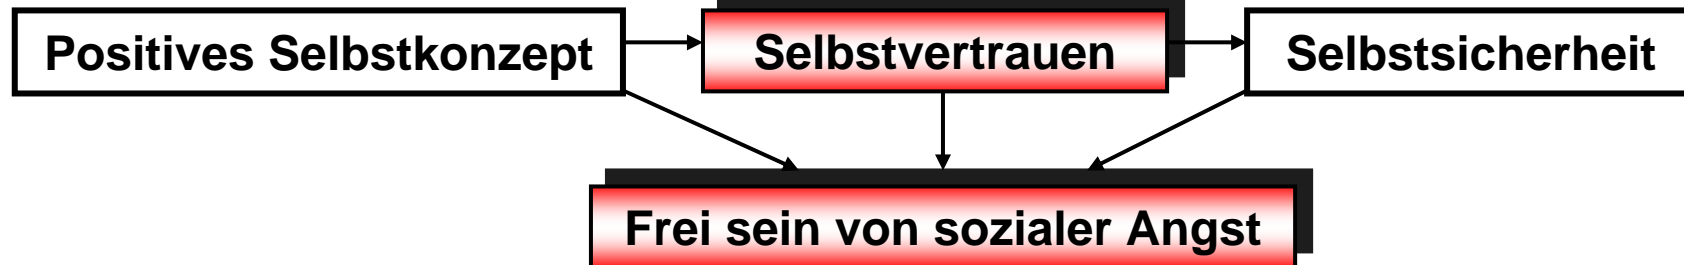 Positives Selbstkonzept
Selbstvertrauen
Selbstsicherheit
Frei sein von sozialer Angst